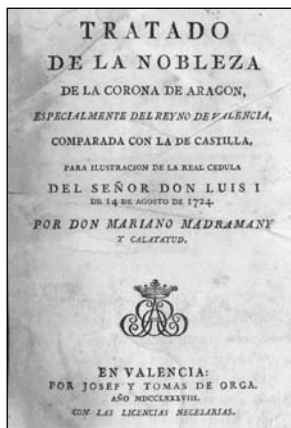 TRATADO
DE LA NOBLEZA
DE LA CORONA DE ARAGON,
ESPECIALMENTE DEL REYNO DE VALENCIA,
COMPARADA CON LA DE CASTILLA,
PARA ILUSTRACION DE LA REAL CEDULA
DEL SEÑOR DON LUIS I
DE 14 DE AGOSTO DE 1724.
POR DON MARIANO MADRAMANY
Y CALATAYUD.
EN VALENCIA:
POR JOSEF Y TOMAS DE ORGA.
AÑO MDCCLXXXVIII.
CON LAS LICENCIAS NECESARIAS.